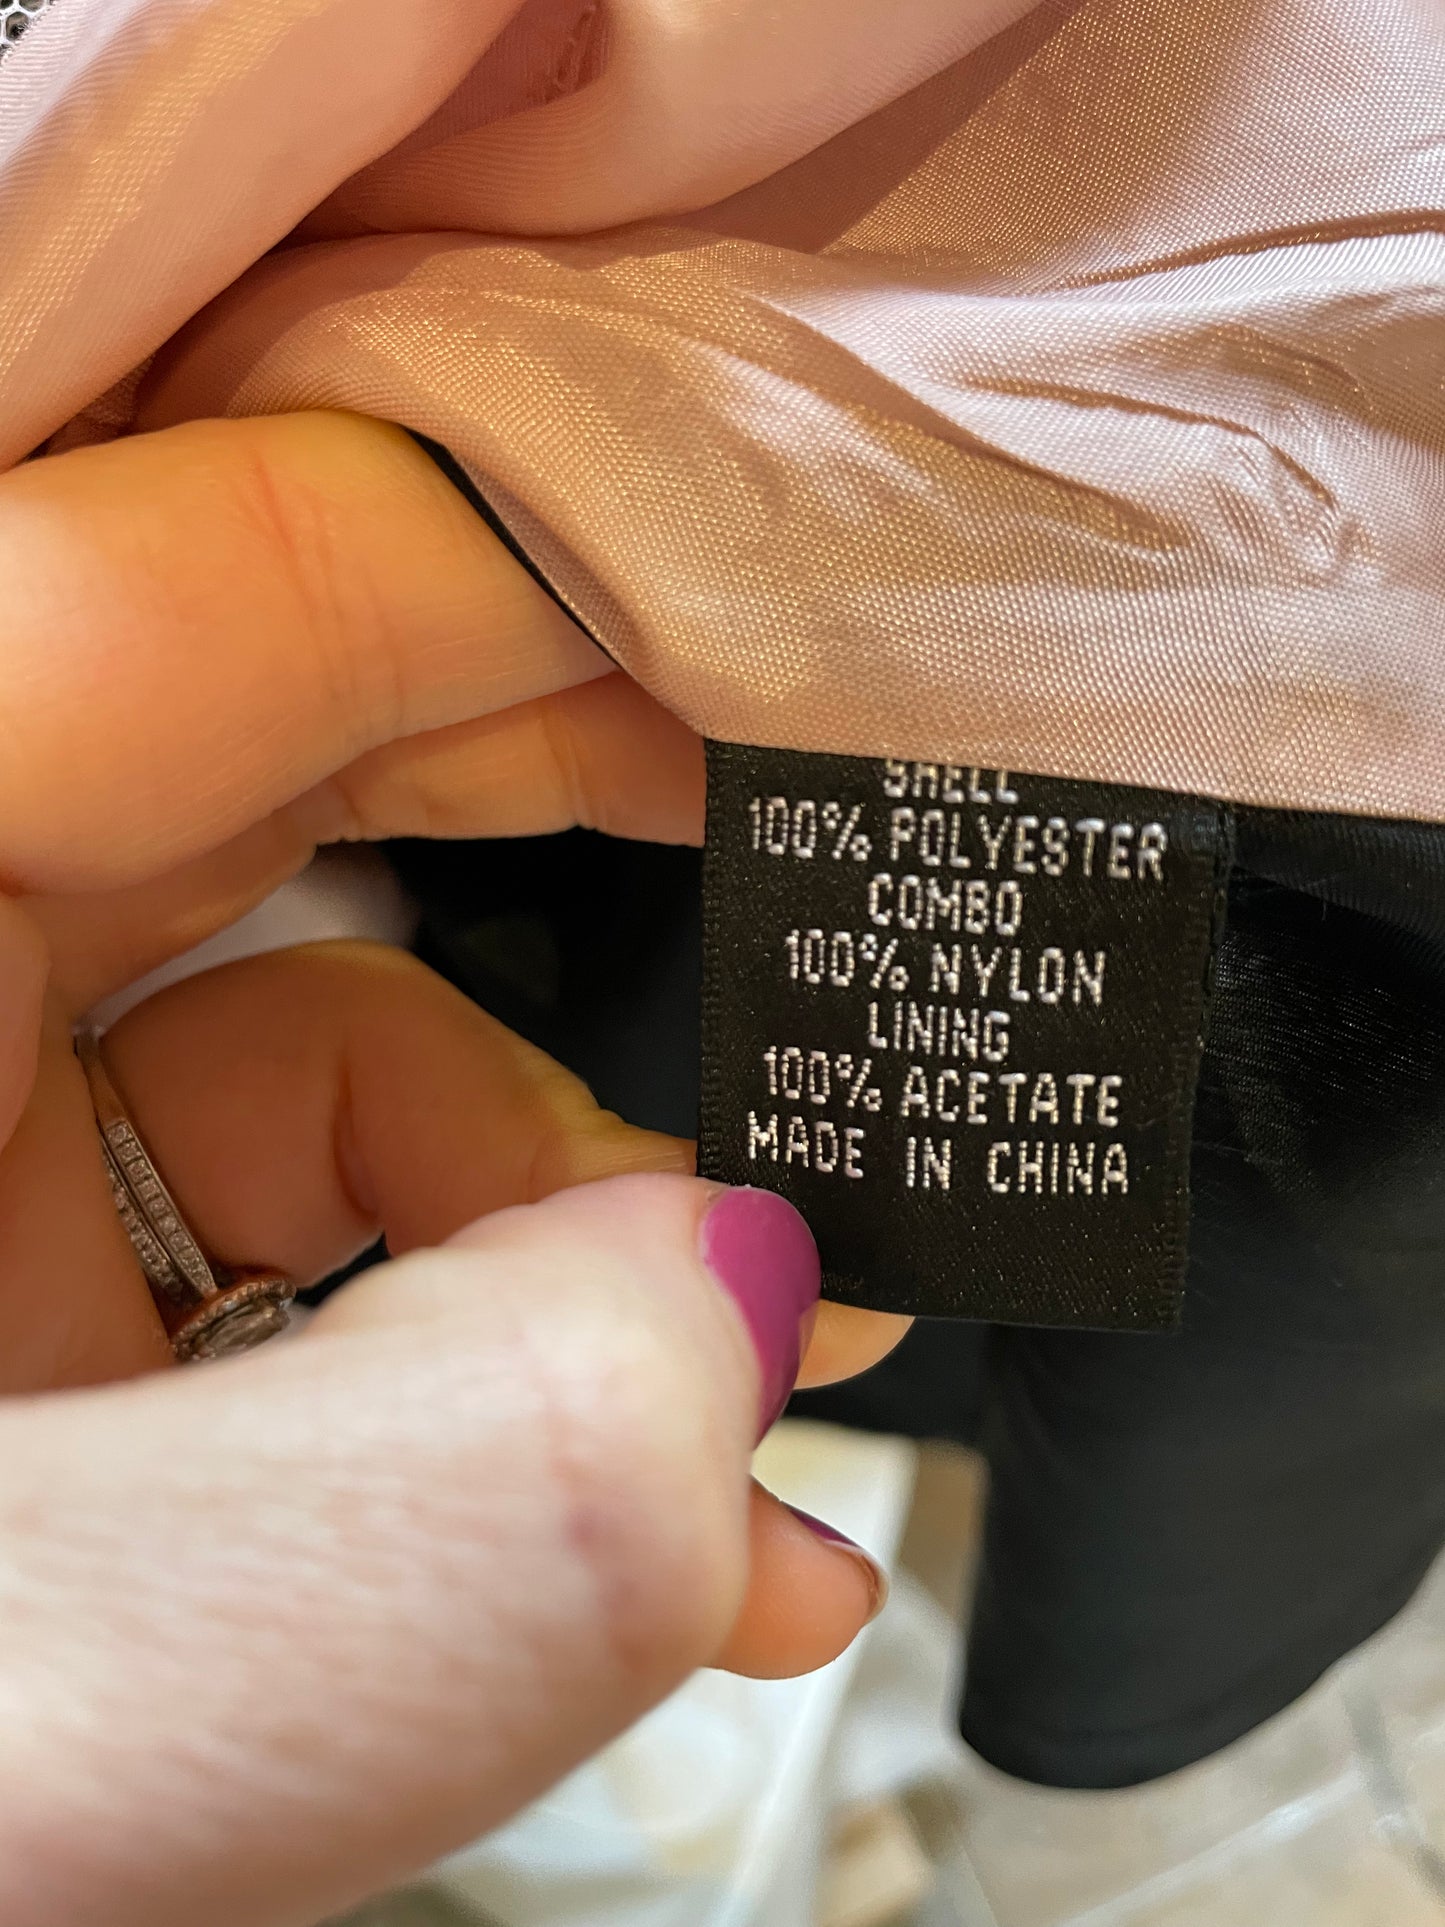 SHELL
100% POLYESTER
COMBO
100% NYLON
LINING
100% ACETATE
MADE IN CHINA